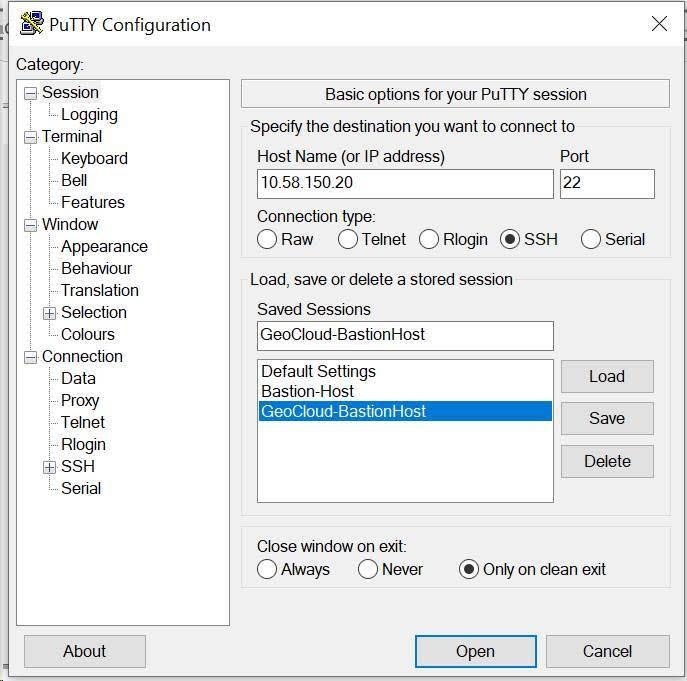 PuTTY Configuration
Category:
Session
Logging
Terminal
Keyboard
Bell
Features
Window
Appearance
Behaviour
Translation
Selection
Colours
Connection
Data
Proxy
Telnet
Rlogin
SSH
Serial
Basic options for your PuTTY session
Specify the destination you want to connect to
Host Name (or IP address) Port
10.58.150.20 22
Connection type:
Raw Telnet Rlogin SSH Serial
Load, save or delete a stored session
Saved Sessions
GeoCloud-BastionHost
Default Settings
Bastion-Host
GeoCloud-BastionHost
Load
Save
Delete
Close window on exit:
Always Never Only on clean exit
About Open Cancel